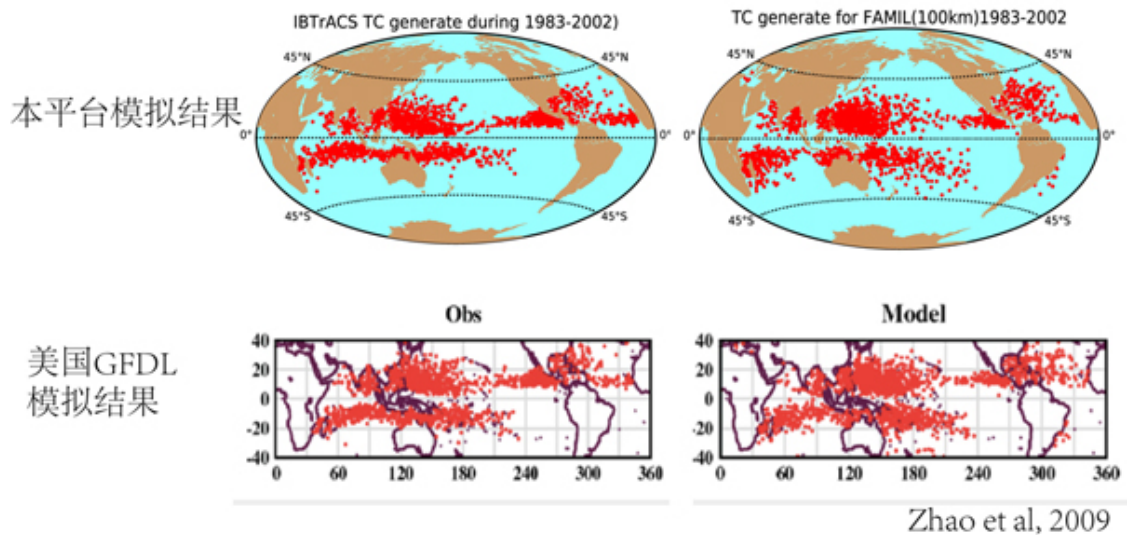 IBTrACS TC generate during 1983-2002)
TC generate for FAMIL(100km)1983-2002
45°N
45°N
45°N
45°N
本平台模拟结果
0°
0°
0°
0°
45°S
45°S
45°S
45°S
Obs
Model
美国GFDL
模拟结果
40
20
0
-20
-40
0
60
120
180
240
300
360
40
20
0
-20
-40
0
60
120
180
240
300
360
Zhao et al, 2009